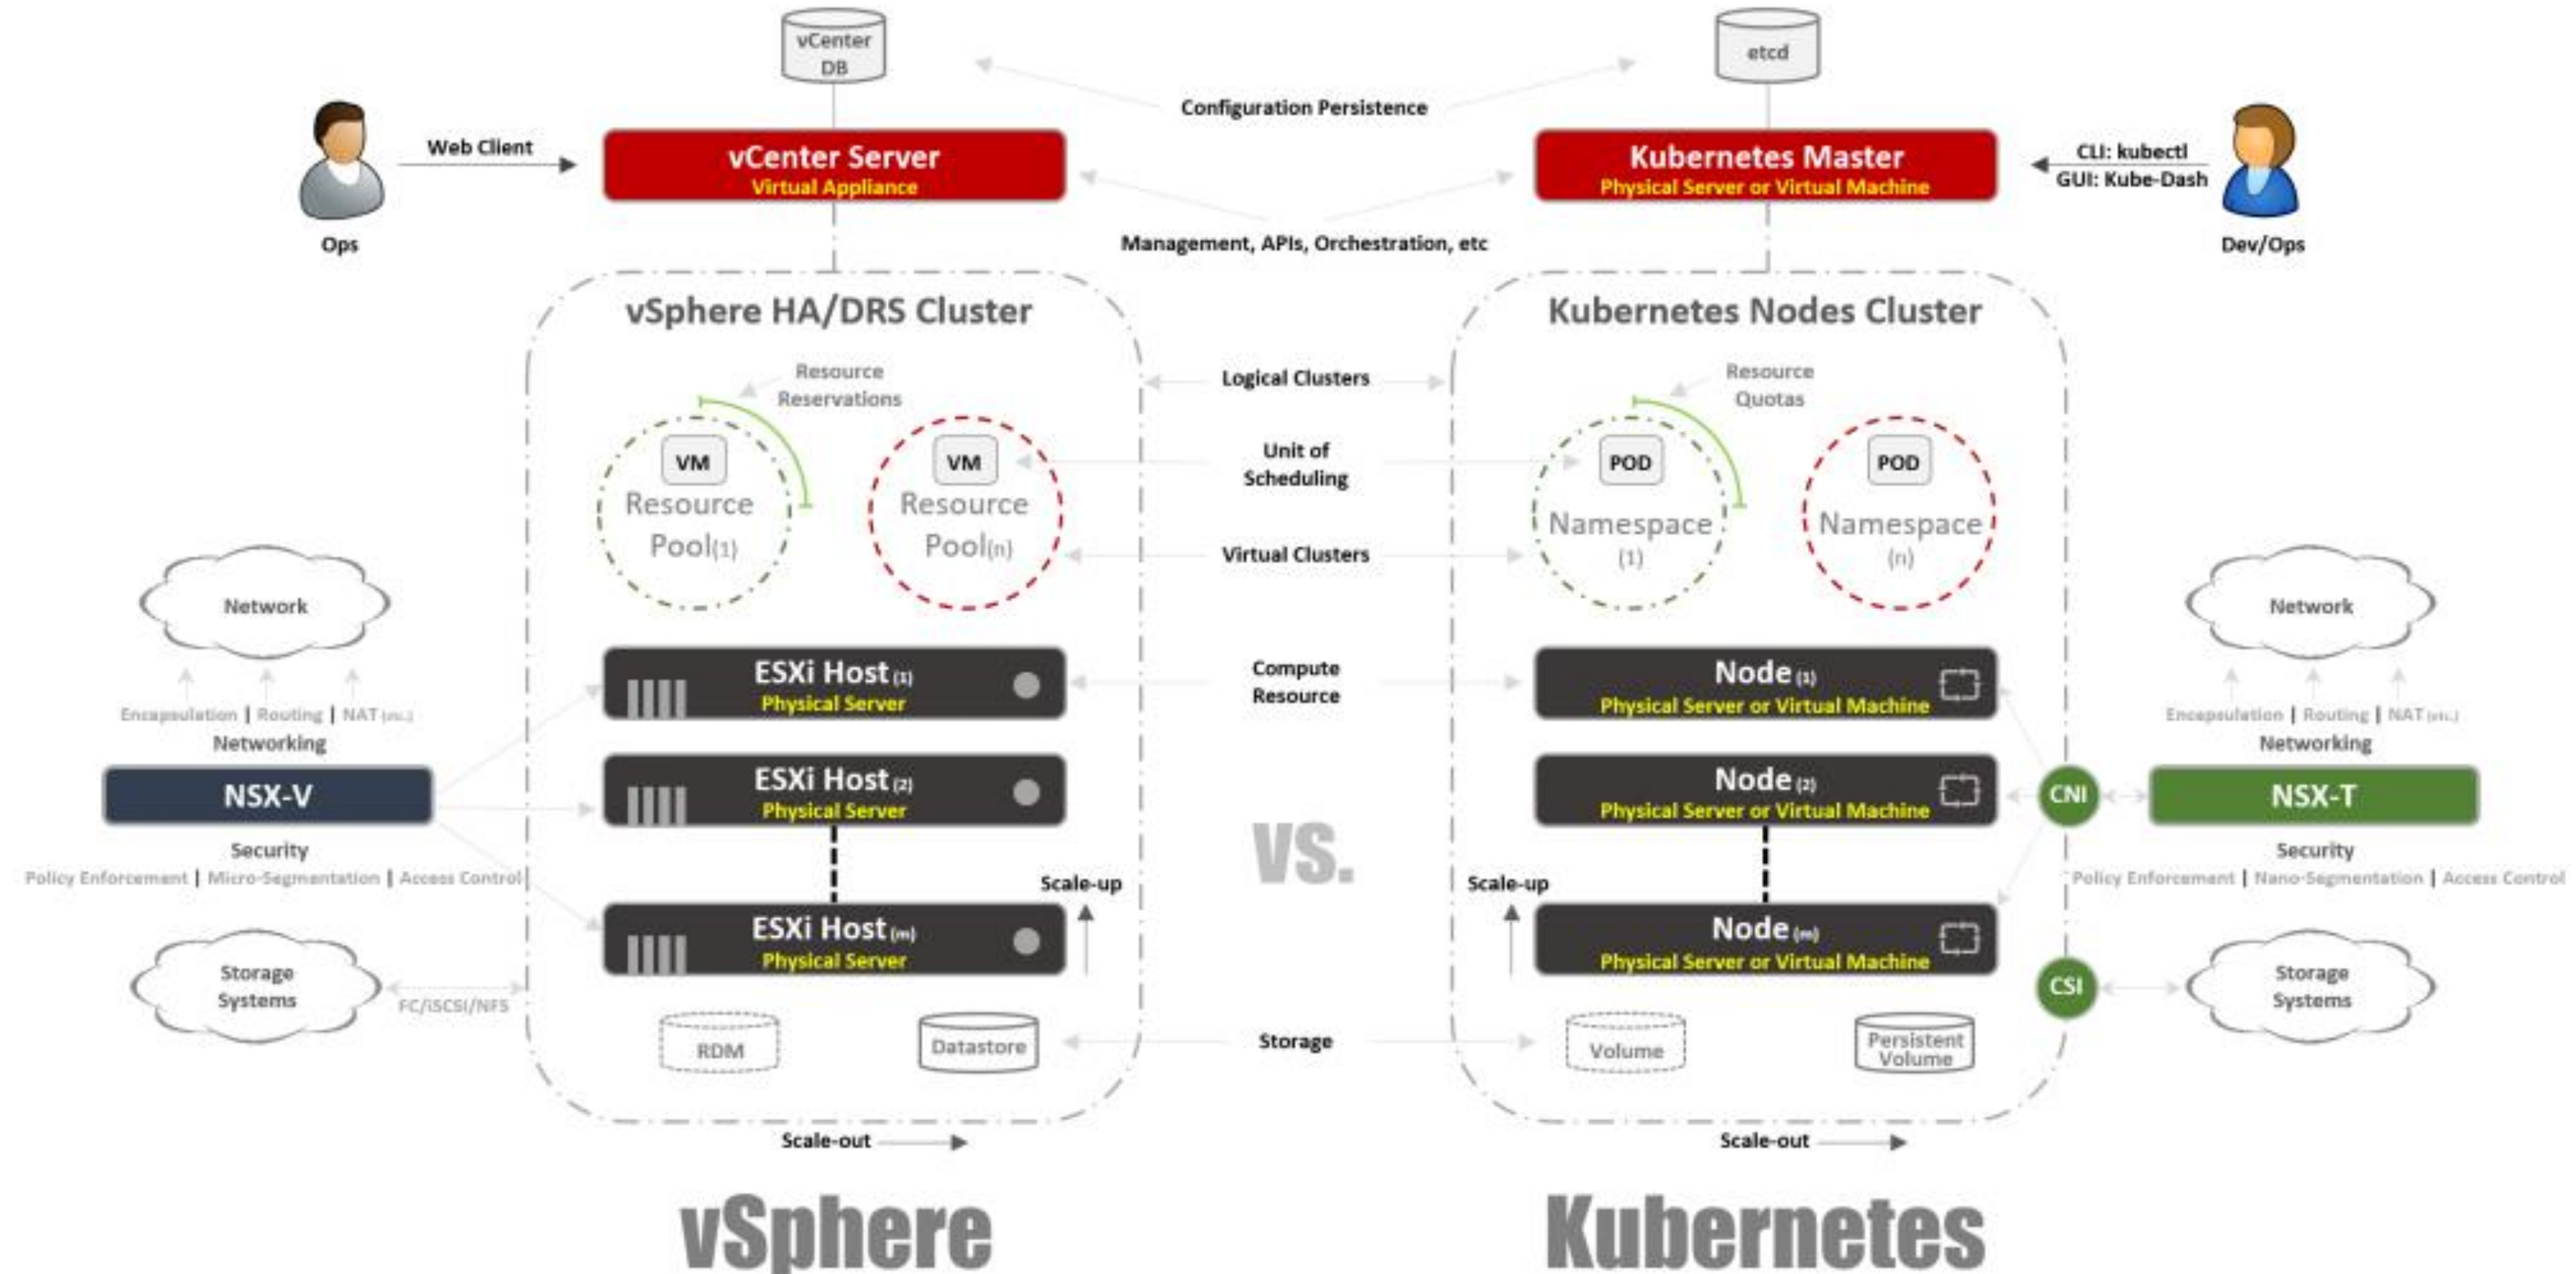 vCenter
DB
etcd
Configuration Persistence
Web Client
vCenter Server
Virtual Appliance
Kubernetes Master
Physical Server or Virtual Machine
CLI: kubectl
GUI: Kube-Dash
Ops
Management, APIs, Orchestration, etc
Dev/Ops
vSphere HA/DRS Cluster
Kubernetes Nodes Cluster
Resource
Reservations
Logical Clusters
Resource
Quotas
VM
Resource
Pool(1)
VM
Resource
Pool(n)
Unit of
Scheduling
POD
Namespace
(1)
POD
Namespace
(n)
Virtual Clusters
Network
Network
ESXi Host (1)
Physical Server
Compute
Resource
Node (1)
Physical Server or Virtual Machine
Encapsulation | Routing | NAT (etc.)
Networking
Encapsulation | Routing | NAT (etc.)
Networking
NSX-V
ESXi Host (2)
Physical Server
Node (2)
Physical Server or Virtual Machine
CNI
NSX-T
VS.
Security
Policy Enforcement | Micro-Segmentation | Access Control
Security
Policy Enforcement | Nano-Segmentation | Access Control
Scale-up
Scale-up
ESXi Host (m)
Physical Server
Node (m)
Physical Server or Virtual Machine
Storage
Systems
FC/iSCSI/NFS
CSI
Storage
Systems
RDM
Datastore
Storage
Volume
Persistent
Volume
Scale-out
Scale-out
vSphere
Kubernetes